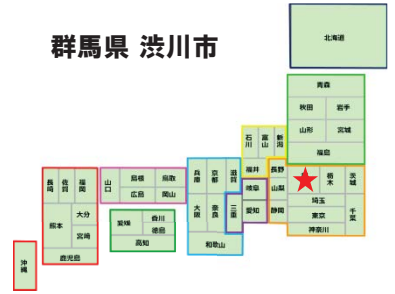 群馬県 渋川市
北海道
青森
秋田 岩手
山形 宮城
福島
石川 富山 新潟
福井 長野
岐阜 山梨
愛知 静岡
栃木 茨城
埼玉
東京 千葉
神奈川
兵庫 京都 滋賀
大阪 奈良 三重
和歌山
山口 島根 鳥取
広島 岡山
愛媛 香川
徳島
高知
長崎 佐賀 福岡
熊本 大分
宮崎
鹿児島
沖縄